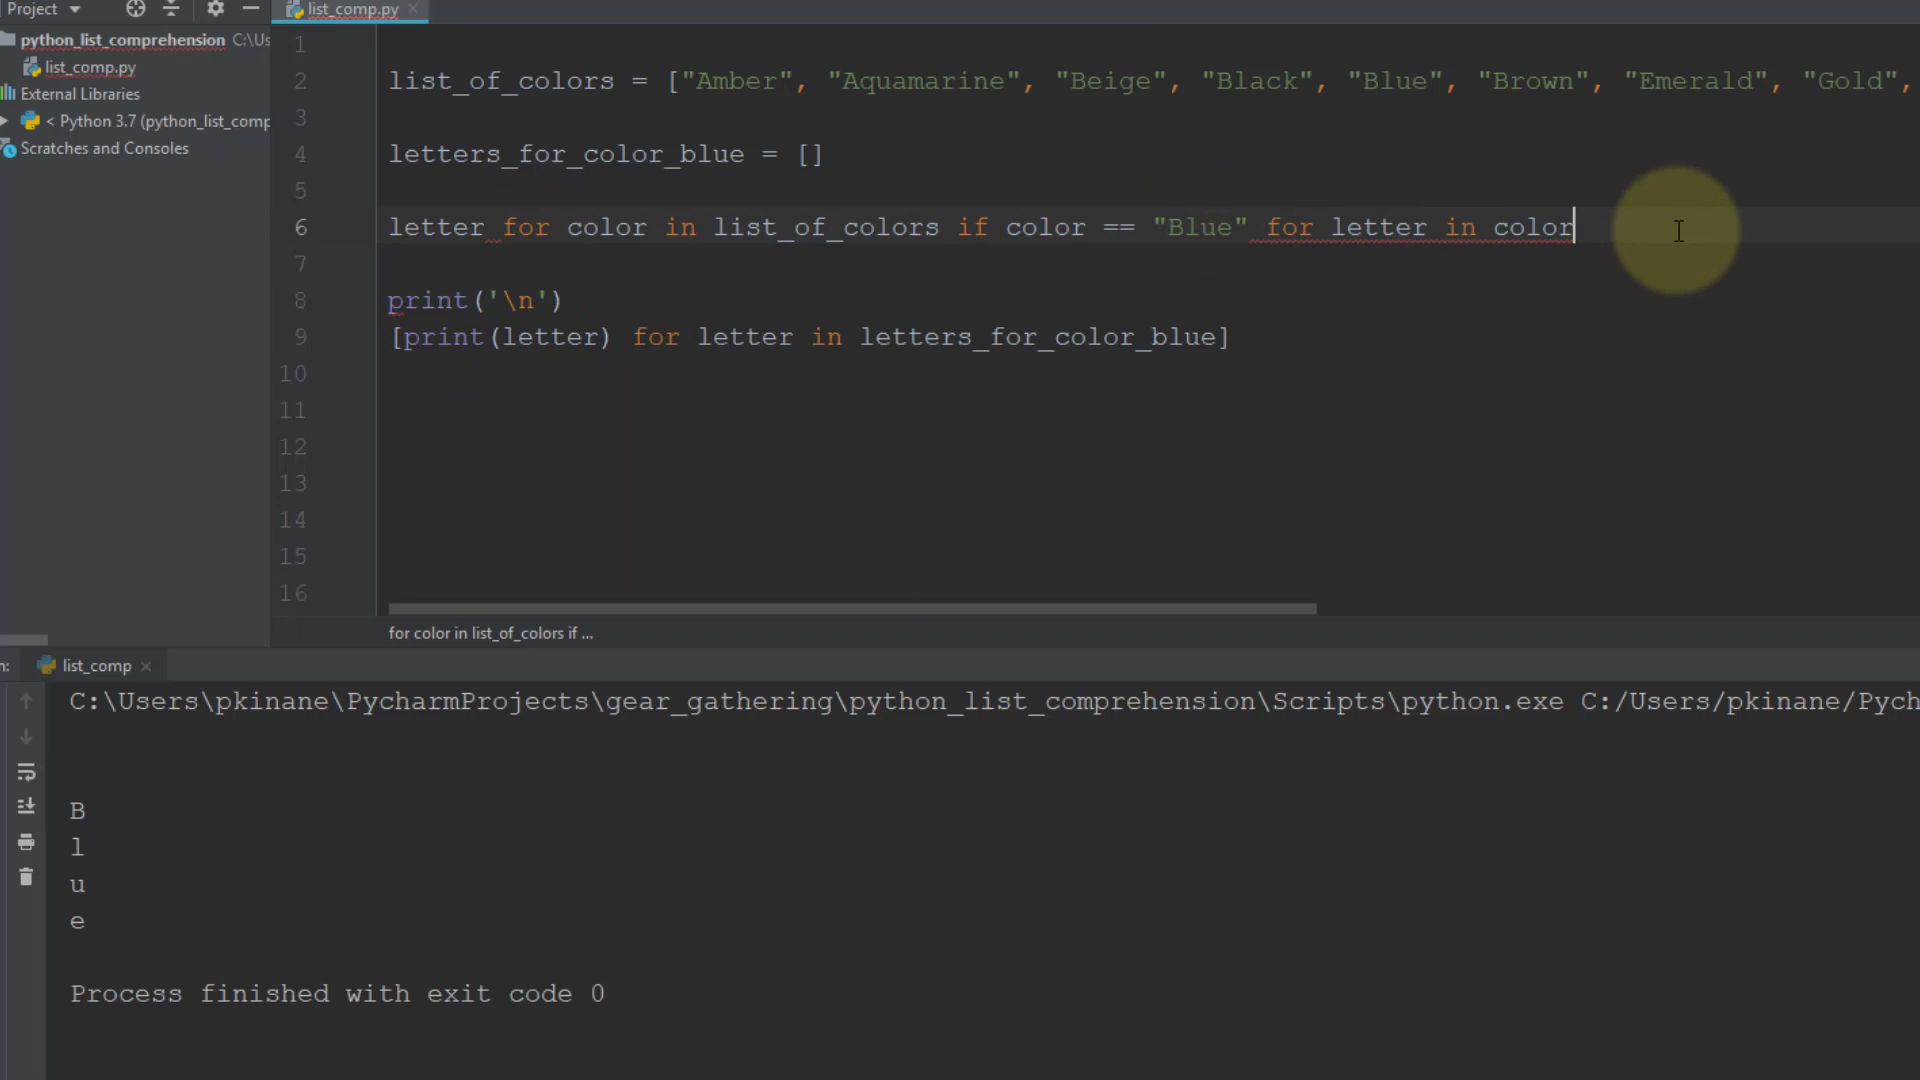 Project
list_comp.py
python_list_comprehension C:\Us
list_comp.py
External Libraries
< Python 3.7 (python_list_comp
Scratches and Consoles
1
2 list_of_colors = ["Amber", "Aquamarine", "Beige", "Black", "Blue", "Brown", "Emerald", "Gold",
3
4 letters_for_color_blue = []
5
6 letter for color in list_of_colors if color == "Blue" for letter in color
7
8 print('\n')
9 [print(letter) for letter in letters_for_color_blue]
10
11
12
13
14
15
16
for color in list_of_colors if ...
n: list_comp
C:\Users\pkinane\PycharmProjects\gear_gathering\python_list_comprehension\Scripts\python.exe C:/Users/pkinane/Pych
B
l
u
e
Process finished with exit code 0